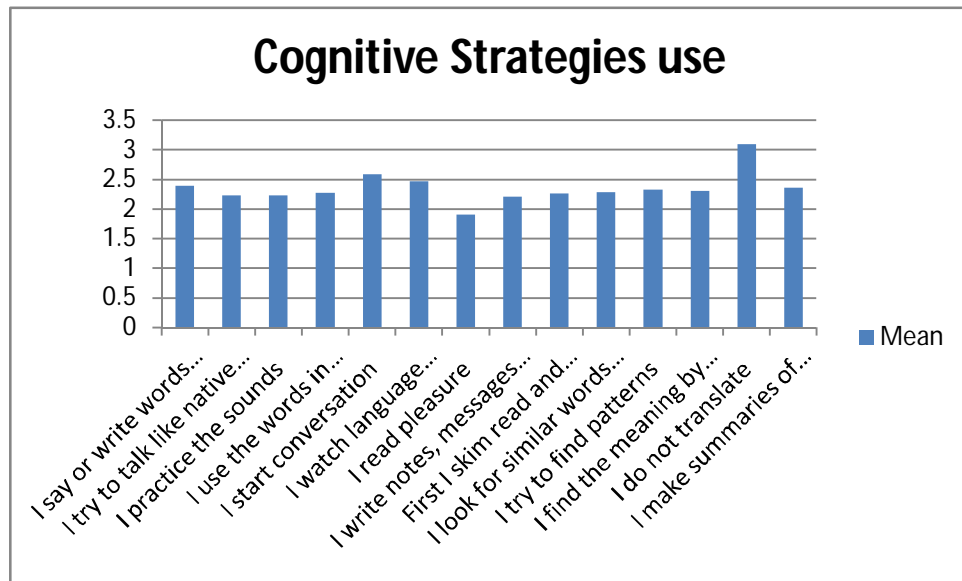 Cognitive Strategies use
3.5
3
2.5
2
1.5
1
0.5
0
Mean
I say or write words...
I try to talk like native...
I practice the sounds
I use the words in...
I start conversation
I watch language...
I read pleasure
I write notes, messages...
First I skim read and...
I look for similar words...
I try to find patterns
I find the meaning by...
I do not translate
I make summaries of...